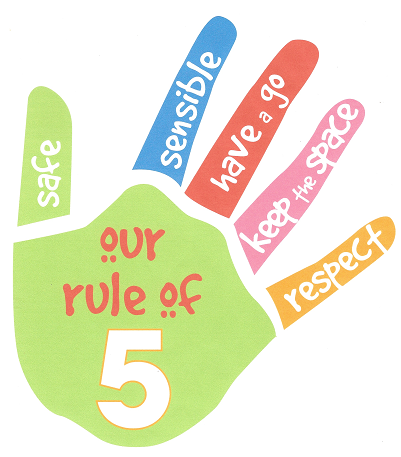 safe
sensible
have a go
keep the space
respect
our
rule of
5